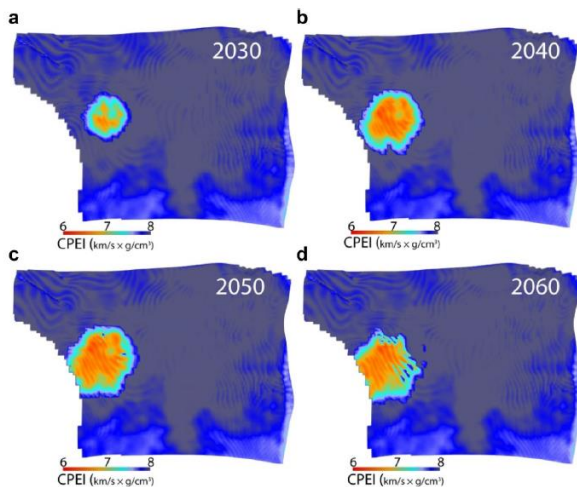 a
2030
6 7 8
CPEI (km/s × g/cm³)
b
2040
6 7 8
CPEI (km/s × g/cm³)
c
2050
6 7 8
CPEI (km/s × g/cm³)
d
2060
6 7 8
CPEI (km/s × g/cm³)